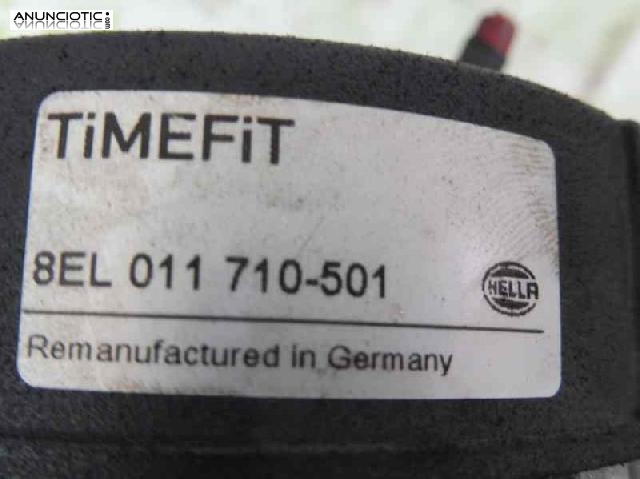 ANUNCIOTIC
TiMEFiT
8EL 011 710-501
HELLA
Remanufactured in Germany